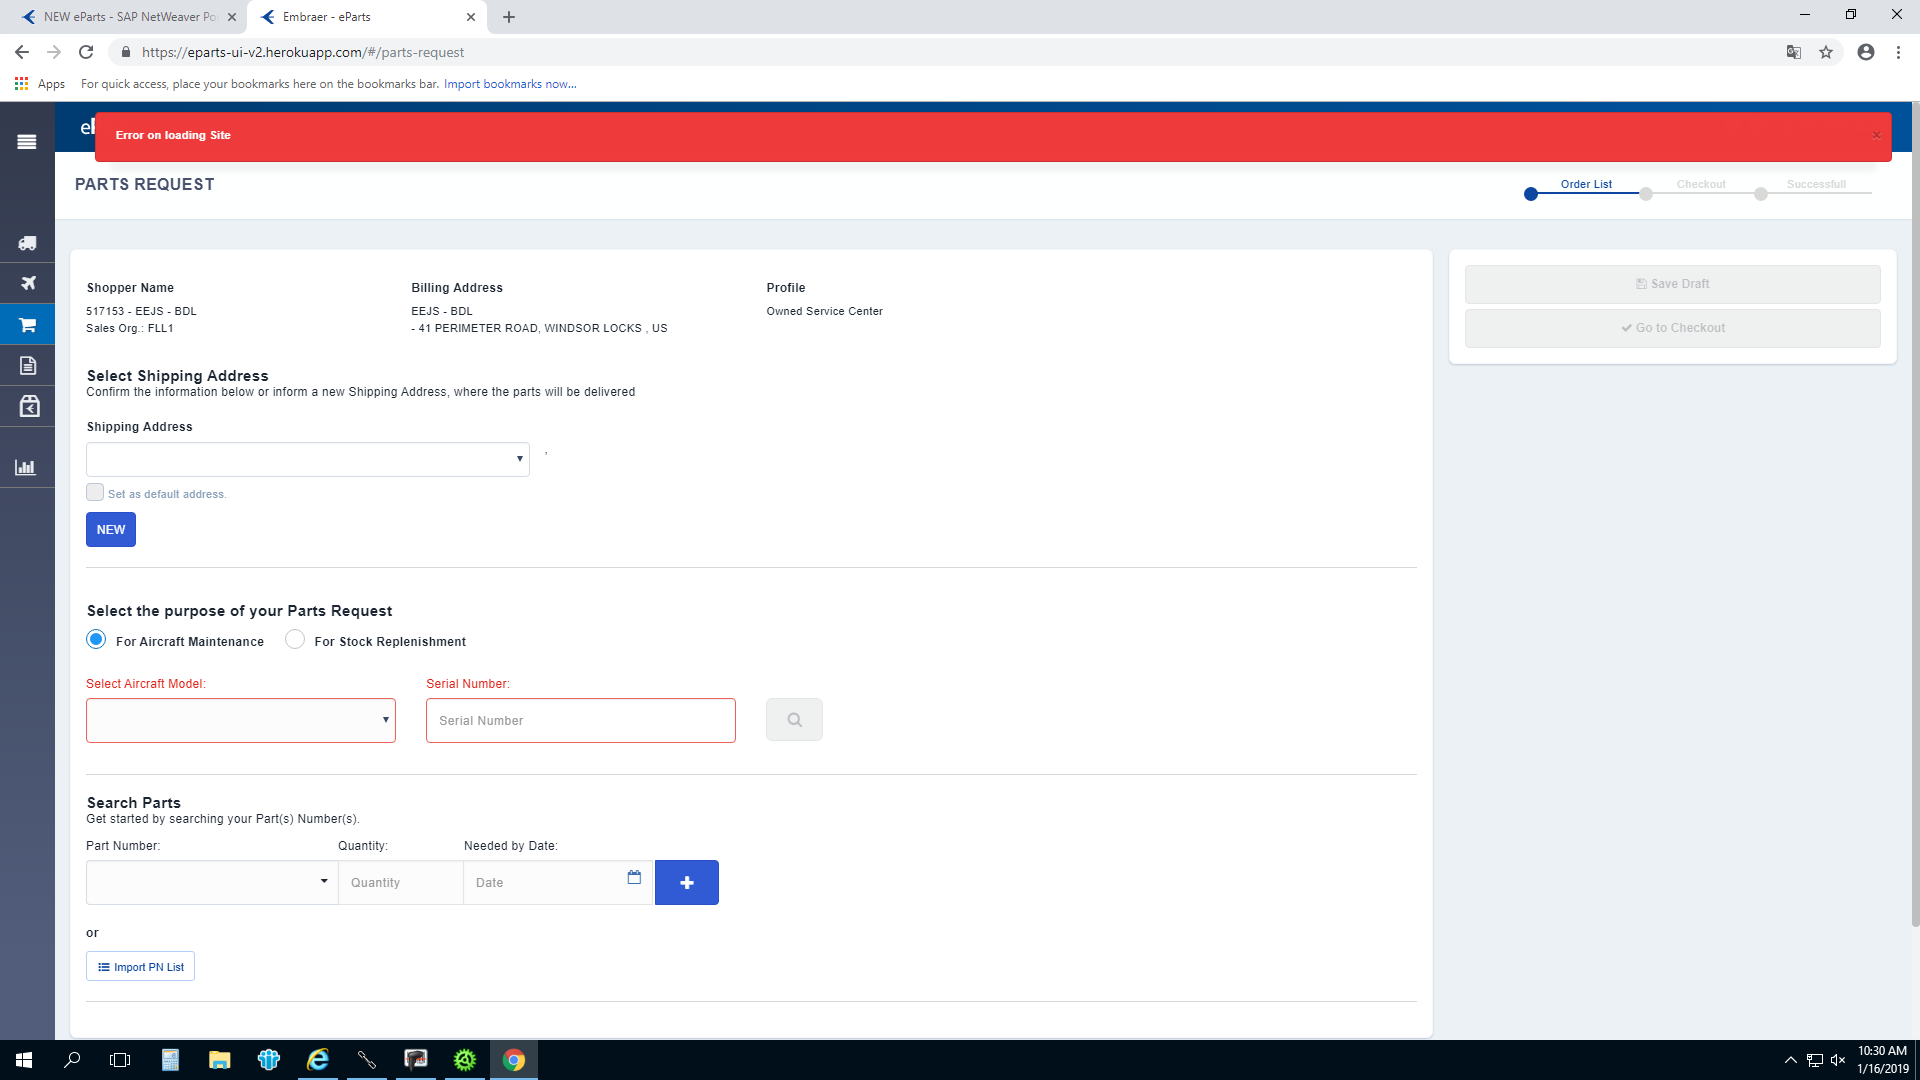 NEW eParts - SAP NetWeaver Po
Embraer - eParts
https://eparts-ui-v2.herokuapp.com/#/parts-request
Apps For quick access, place your bookmarks here on the bookmarks bar. Import bookmarks now...
Error on loading Site
PARTS REQUEST
Order List Checkout Successfull
Shopper Name Billing Address Profile
517153 - EEJS - BDL EEJS - BDL Owned Service Center
Sales Org.: FLL1 - 41 PERIMETER ROAD, WINDSOR LOCKS , US
Save Draft
Go to Checkout
Select Shipping Address
Confirm the information below or inform a new Shipping Address, where the parts will be delivered
Shipping Address
,
Set as default address.
NEW
Select the purpose of your Parts Request
For Aircraft Maintenance For Stock Replenishment
Select Aircraft Model: Serial Number:
Serial Number
Search Parts
Get started by searching your Part(s) Number(s).
Part Number: Quantity: Needed by Date:
Quantity Date
or
Import PN List
10:30 AM
1/16/2019